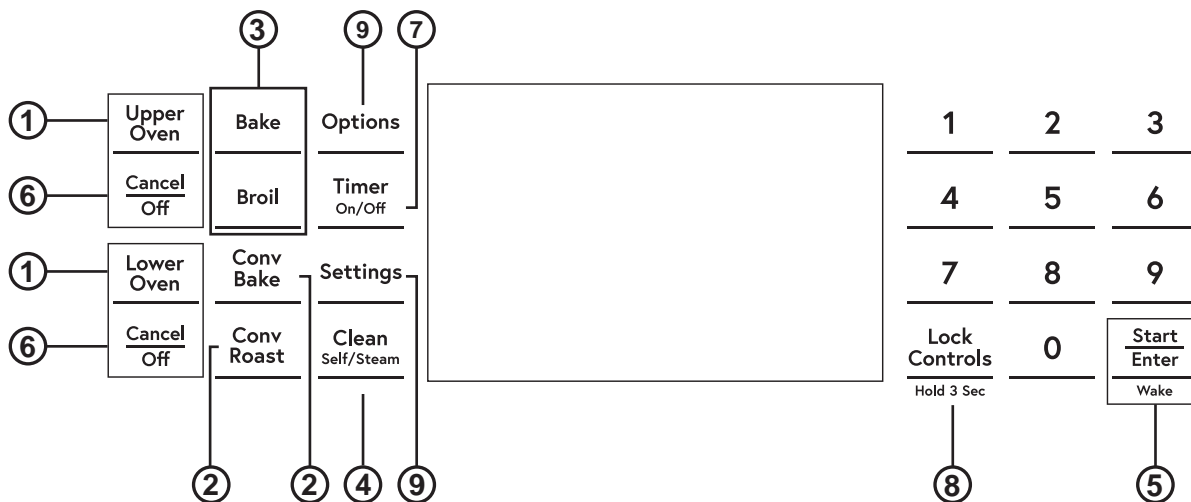 3
9
7
1
Upper
Oven
Bake
Options
1
2
3
6
Cancel
Off
Broil
Timer
On/Off
4
5
6
1
Lower
Oven
Conv
Bake
Settings
7
8
9
6
Cancel
Off
Conv
Roast
Clean
Self/Steam
Lock
Controls
Hold 3 Sec
0
Start
Enter
Wake
2
2
4
9
8
5